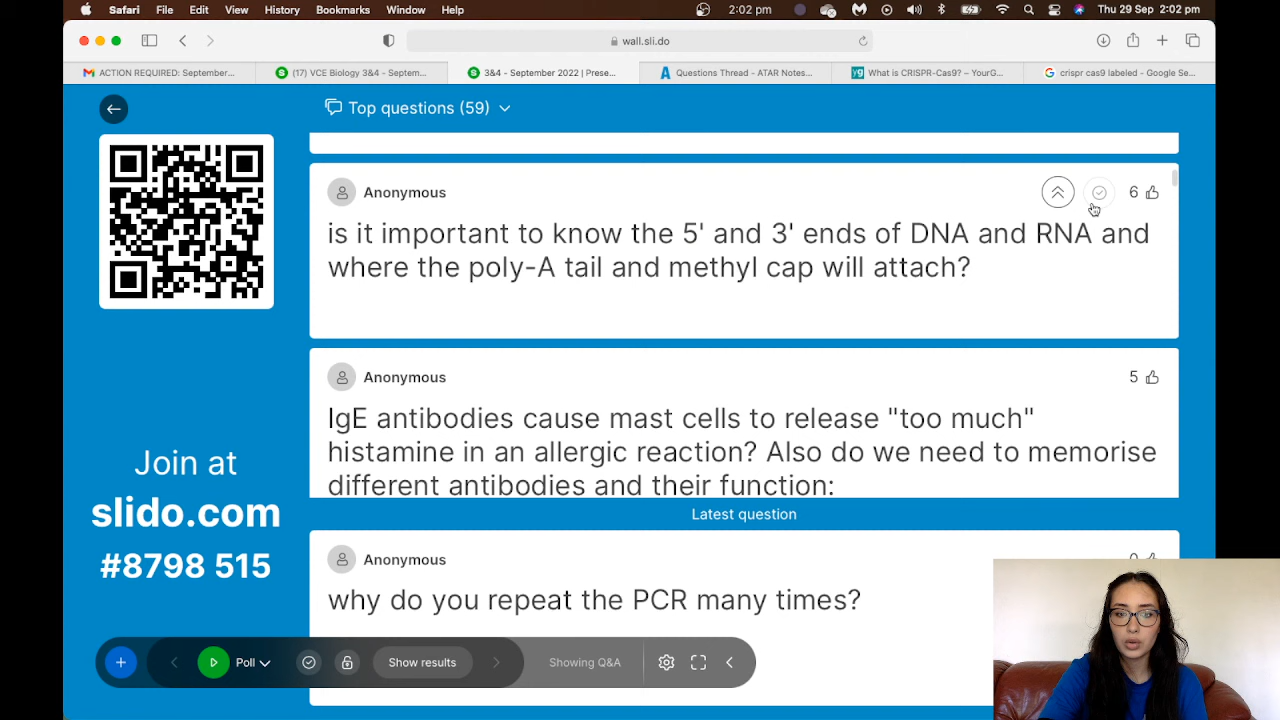 Safari File Edit View History Bookmarks Window Help 2:02 pm Thu 29 Sep 2:02 pm
wall.sli.do
ACTION REQUIRED: September... (17) VCE Biology 3&4 - Septem... 3&4 - September 2022 | Prese... Questions Thread - ATAR Notes... What is CRISPR-Cas9? – YourG... crispr cas9 labeled - Google Se...
Top questions (59)
Anonymous
6
is it important to know the 5' and 3' ends of DNA and RNA and
where the poly-A tail and methyl cap will attach?
Anonymous
5
IgE antibodies cause mast cells to release "too much"
histamine in an allergic reaction? Also do we need to memorise
different antibodies and their function:
Join at
slido.com
#8798 515
Latest question
Anonymous
0
why do you repeat the PCR many times?
Poll
Show results
Showing Q&A